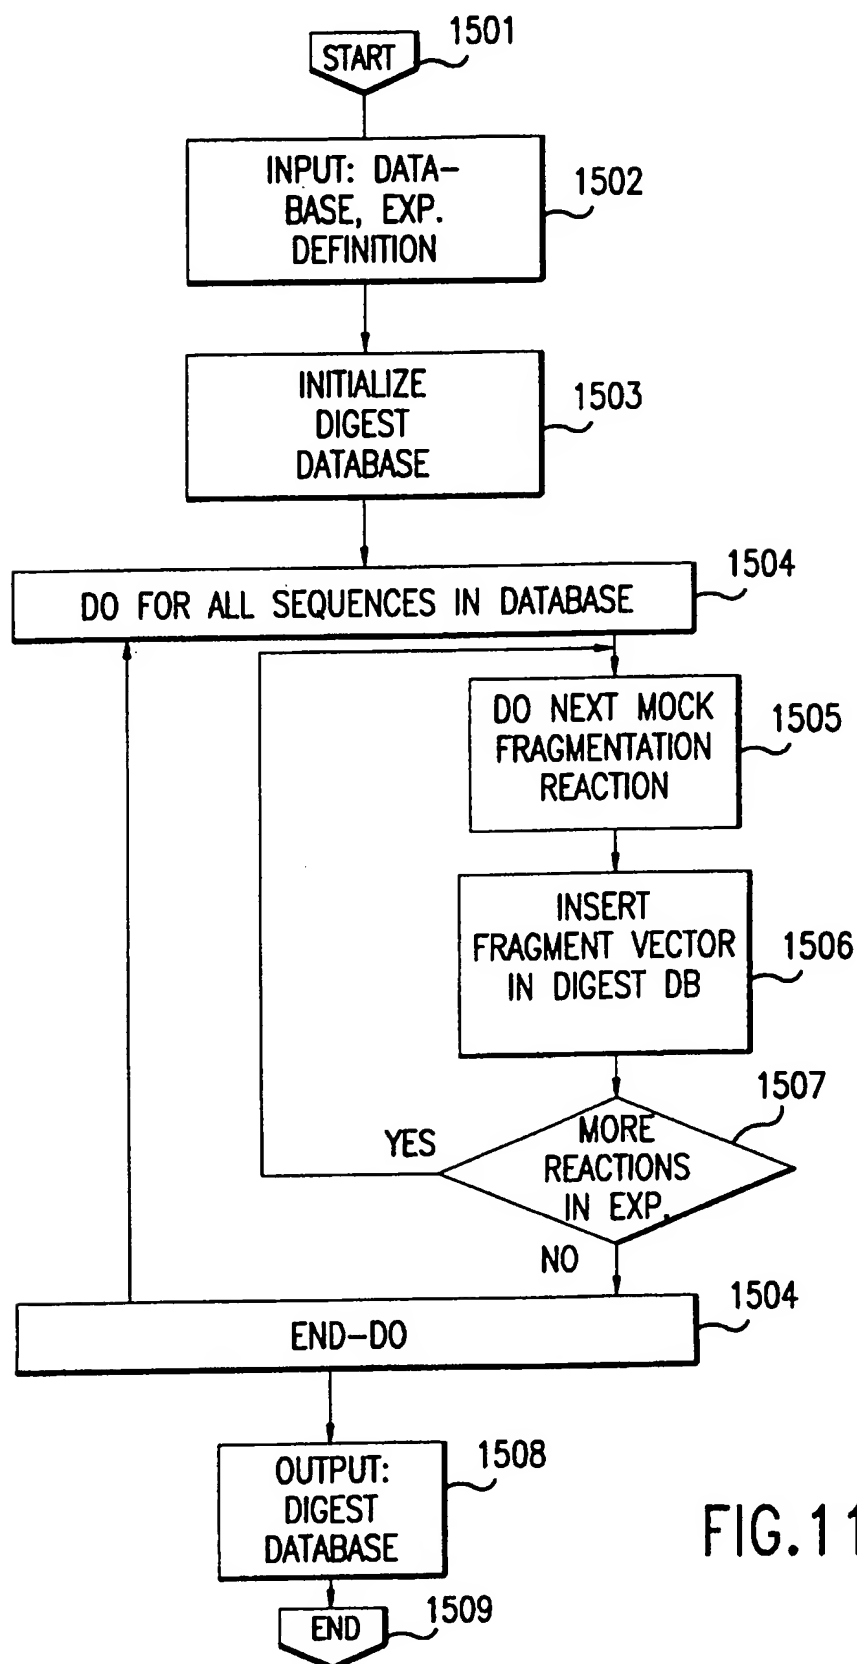 START
1501
INPUT: DATA-
BASE, EXP.
DEFINITION
1502
INITIALIZE
DIGEST
DATABASE
1503
DO FOR ALL SEQUENCES IN DATABASE
1504
DO NEXT MOCK
FRAGMENTATION
REACTION
1505
INSERT
FRAGMENT VECTOR
IN DIGEST DB
1506
1507
YES
MORE
REACTIONS
IN EXP.
NO
1504
END-DO
OUTPUT:
DIGEST
DATABASE
1508
FIG.11
END
1509